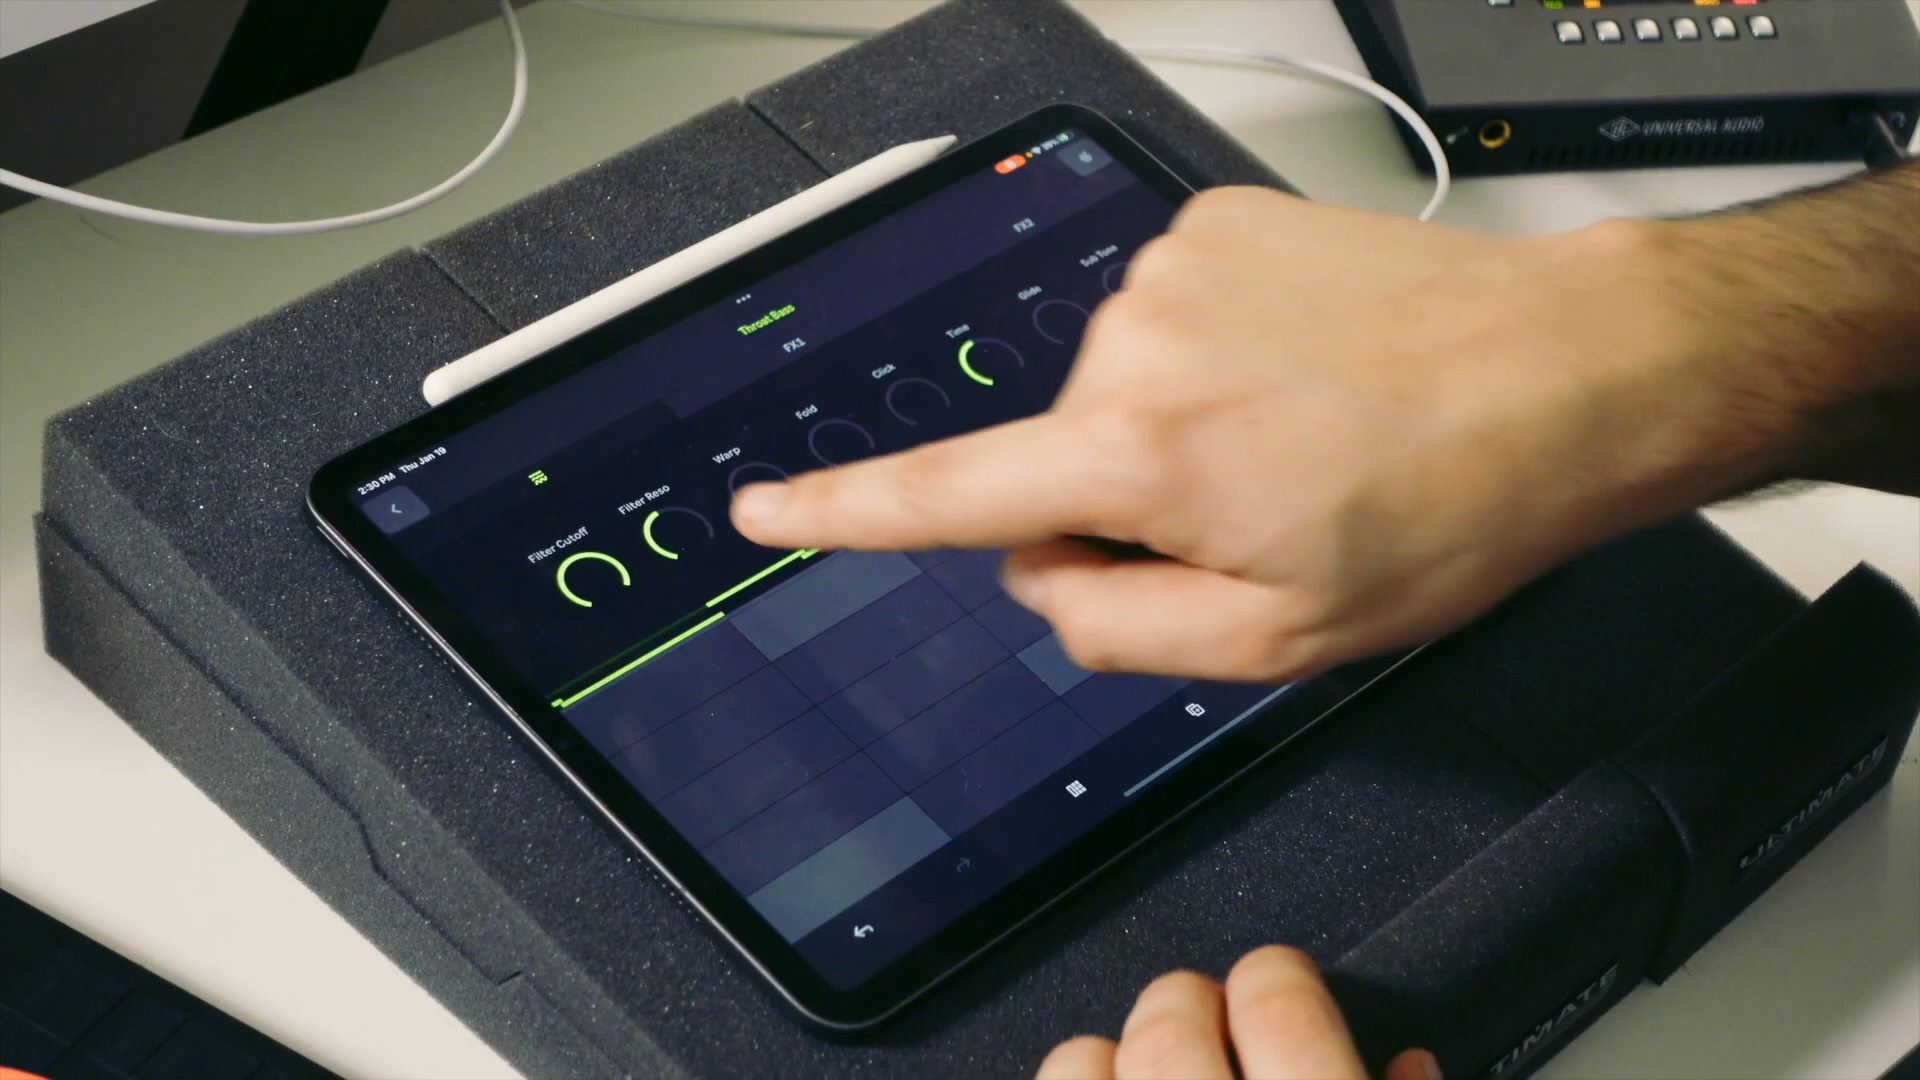 UNIVERSAL AUDIO
2:30 PM Thu Jan 19
Throat Bass
FX1
FX2
Filter Cutoff
Filter Reso
Warp
Fold
Click
Time
Glide
Sub Tone
ULTIMATE
TIMATE